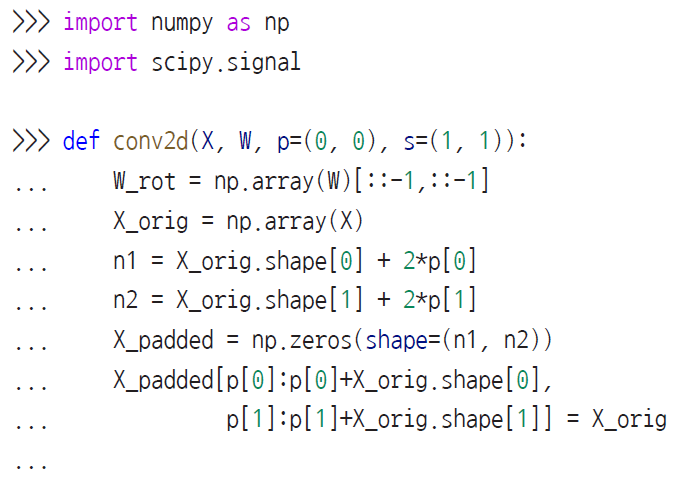 >>> import numpy as np
>>> import scipy.signal
>>> def conv2d(X, W, p=(0, 0), s=(1, 1)):
...     W_rot = np.array(W)[::-1,::-1]
...     X_orig = np.array(X)
...     n1 = X_orig.shape[0] + 2*p[0]
...     n2 = X_orig.shape[1] + 2*p[1]
...     X_padded = np.zeros(shape=(n1, n2))
...     X_padded[p[0]:p[0]+X_orig.shape[0],
...              p[1]:p[1]+X_orig.shape[1]] = X_orig
...